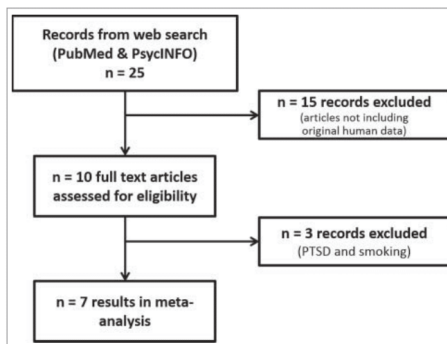 Records from web search
(PubMed & PsycINFO)
n = 25
n = 15 records excluded
(articles not including
original human data)
n = 10 full text articles
assessed for eligibility
n = 3 records excluded
(PTSD and smoking)
n = 7 results in meta-
analysis